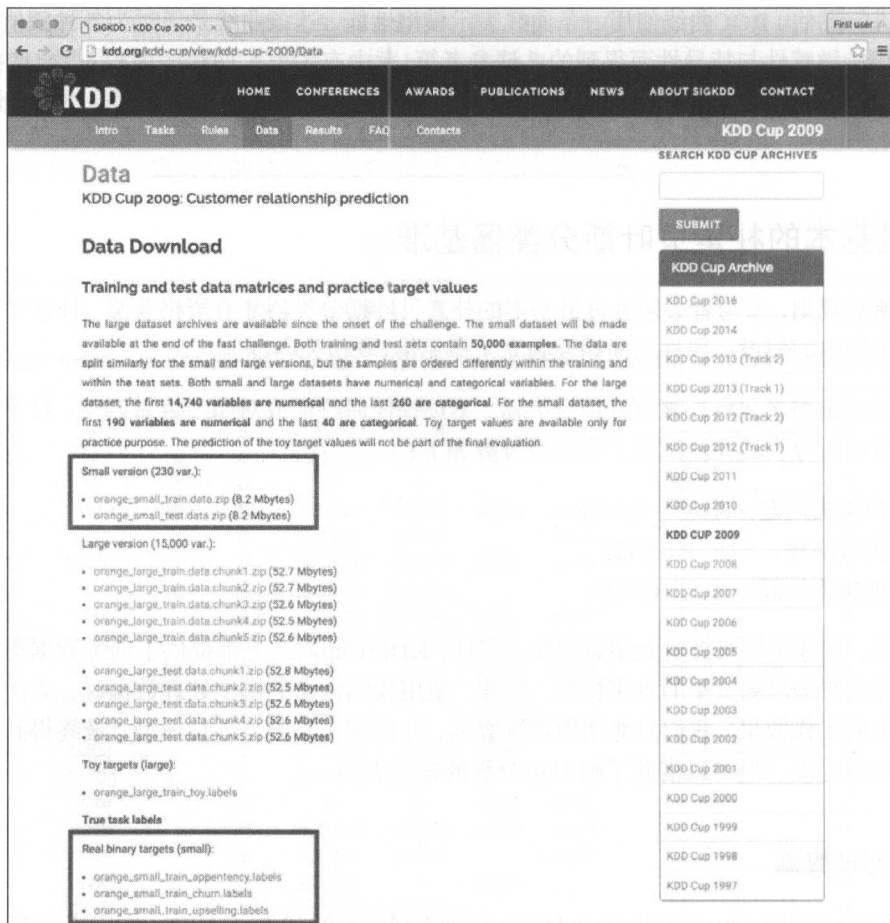 SIGKDD : KDD Cup 2009
First user
kdd.org/kdd-cup/view/kdd-cup-2009/Data
KDD
HOME CONFERENCES AWARDS PUBLICATIONS NEWS ABOUT SIGKDD CONTACT
Intro Tasks Rules Data Results FAQ Contacts
KDD Cup 2009
Data
KDD Cup 2009: Customer relationship prediction
Data Download
Training and test data matrices and practice target values
The large dataset archives are available since the onset of the challenge. The small dataset will be made
available at the end of the fast challenge. Both training and test sets contain 50,000 examples. The data are
split similarly for the small and large versions, but the samples are ordered differently within the training and
within the test sets. Both small and large datasets have numerical and categorical variables. For the large
dataset, the first 14,740 variables are numerical and the last 260 are categorical. For the small dataset, the
first 190 variables are numerical and the last 40 are categorical. Toy target values are available only for
practice purpose. The prediction of the toy target values will not be part of the final evaluation.
Small version (230 var.):
• orange_small_train.data.zip (8.2 Mbytes)
• orange_small_test.data.zip (8.2 Mbytes)
Large version (15,000 var.):
• orange_large_train.data.chunk1.zip (52.7 Mbytes)
• orange_large_train.data.chunk2.zip (52.7 Mbytes)
• orange_large_train.data.chunk3.zip (52.6 Mbytes)
• orange_large_train.data.chunk4.zip (52.5 Mbytes)
• orange_large_train.data.chunk5.zip (52.6 Mbytes)
• orange_large_test.data.chunk1.zip (52.8 Mbytes)
• orange_large_test.data.chunk2.zip (52.5 Mbytes)
• orange_large_test.data.chunk3.zip (52.6 Mbytes)
• orange_large_test.data.chunk4.zip (52.6 Mbytes)
• orange_large_test.data.chunk5.zip (52.6 Mbytes)
Toy targets (large):
• orange_large_train_toy.labels
True task labels
Real binary targets (small):
• orange_small_train_appentency.labels
• orange_small_train_churn.labels
• orange_small_train_upselling.labels
SEARCH KDD CUP ARCHIVES
SUBMIT
KDD Cup Archive
KDD Cup 2016
KDD Cup 2014
KDD Cup 2013 (Track 2)
KDD Cup 2013 (Track 1)
KDD Cup 2012 (Track 2)
KDD Cup 2012 (Track 1)
KDD Cup 2011
KDD Cup 2010
KDD CUP 2009
KDD Cup 2008
KDD Cup 2007
KDD Cup 2006
KDD Cup 2005
KDD Cup 2004
KDD Cup 2003
KDD Cup 2002
KDD Cup 2001
KDD Cup 2000
KDD Cup 1999
KDD Cup 1998
KDD Cup 1997